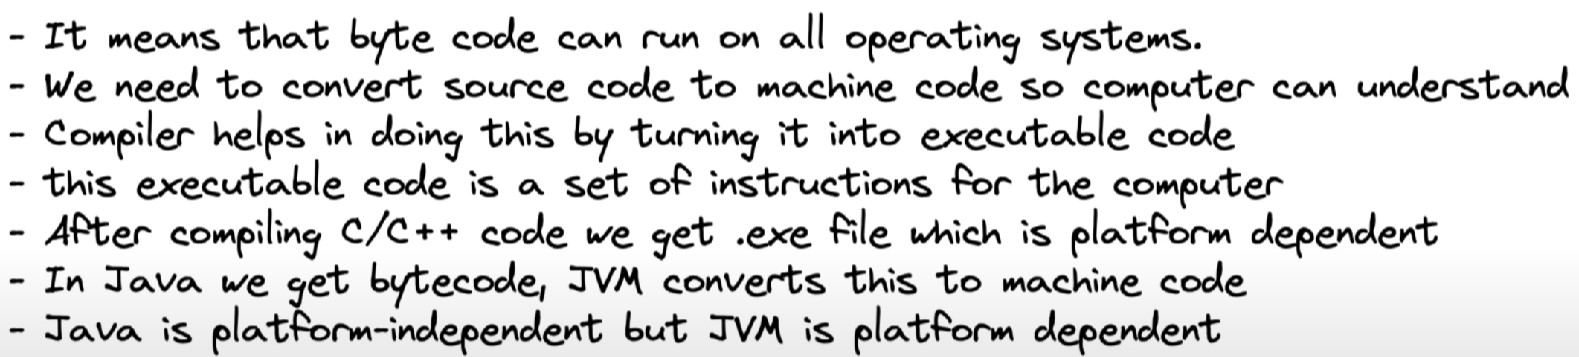 - It means that byte code can run on all operating systems.
- We need to convert source code to machine code so computer can understand
- Compiler helps in doing this by turning it into executable code
- this executable code is a set of instructions for the computer
- After compiling C/C++ code we get .exe file which is platform dependent
- In Java we get bytecode, JVM converts this to machine code
- Java is platform-independent but JVM is platform dependent